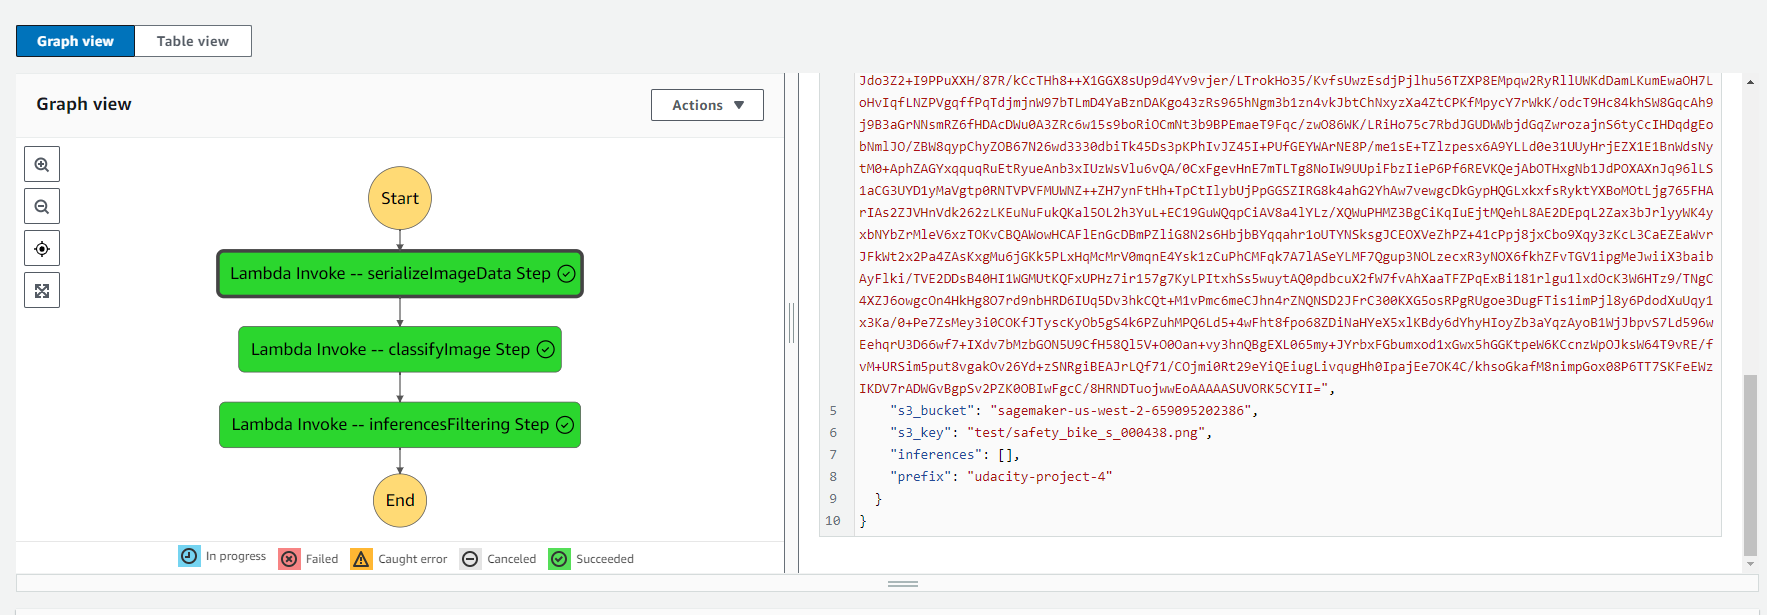 Graph view
Table view
Graph view
Actions
Start
Lambda Invoke -- serializeImageData Step
Lambda Invoke -- classifyImage Step
Lambda Invoke -- inferencesFiltering Step
End
In progress
Failed
Caught error
Canceled
Succeeded
Jdo3Z2+I9PPuXXH/87R/kCcTHh8++X1GGX8sUp9d4Yv9vjer/LTrokHo35/KvfsUwzEsdjPjlhu56TZXP8EMpqw2RyRllUWKdDamLKumEwaOH7L
oHvIqfLNZPVgqffPqTdjmjnW97bTLmD4YaBznDAKgo43zRs965hNgm3b1zn4vkJbtChNxyzXa4ZtCPKfMpycY7rWkK/odcT9Hc84khSW8GqcAh9
j9B3aGrNNsmRZ6fHDAcDWu0A3ZRc6w15s9boRiOCmNt3b9BPEmaeT9Fqc/zwO86WK/LRiHo75c7RbdJGUDWWbjdGqZwrozajnS6tyCcIHDqdgEo
bNmlJO/ZBW8qypChyZOB67N26wd3330dbiTk45Ds3pKPhIvJZ45I+PUfGEYWArNE8P/me1sE+TZlzpesx6A9YLLd0e31UUyHrjEZX1E1BnWdsNy
tM0+AphZAGYxqquqRuEtRyueAnb3xIUzWsVlu6vQA/0CxFgevHnE7mTLTg8NoIW9UUpiFbzIieP6Pf6REVKQejAbOTHxgNb1JdPOXAXnJq96lLS
1aCG3UYD1yMaVgtp0RNTVPVFMUWNZ++ZH7ynFtHh+TpCtIlybUjPpGGSZIRG8k4ahG2YhAw7vewgcDkGypHQGLxkxfsRyktYXBoMOtLjg765FHA
rIAs2ZJVHnVdk262zLKEuNuFukQKal5OL2h3YuL+EC19GuWQqpCiAV8a4lYLz/XQWuPHMZ3BgCiKqIuEjtMQehL8AE2DEpqL2Zax3bJrlyyWK4y
xbNYbZrMleV6xzTOKvCBQAWowHCAFlEnGcDBmPZliG8N2s6HbjbBYqqahr1oUTYNSksgJCEOXVeZhPZ+41cPpj8jxCbo9Xqy3zKcL3CaEZEaWvr
JFkWt2x2Pa4ZAsKxgMu6jGKk5PLxHqMcMrV0mqnE4Ysk1zCuPhCMFqk7A7lASeYLMF7Qgup3NOLzecxR3yNOX6fkhZFvTGV1ipgMeJwiiX3baib
AyFlki/TVE2DDsB40HI1WGMUtKQFxUPHz7ir157g7KyLPItxhSs5wuytAQ0pdbcuX2fW7fvAhXaaTFZPqExBi181rlgu1lxdOcK3W6HTz9/TNgC
4XZJ6owgcOn4HkHg8O7rd9nbHRD6IUq5Dv3hkCQt+M1vPmc6meCJhn4rZNQNSD2JFrC300KXG5osRPgRUgoe3DugFTis1imPjl8y6PdodXuUqy1
x3Ka/0+Pe7ZsMey3i0COKfJTyscKyOb5gS4k6PZuhMPQ6Ld5+4wFht8fpo68ZDiNaHYeX5xlKBdy6dYhyHIoyZb3aYqzAyoB1WjJbpvS7Ld596w
EehqrU3D66wf7+IXdv7bMzbGON5U9CfH58Ql5V+O0Oan+vy3hnQBgEXL065my+JYrbxFGbumxod1xGwx5hGGKtpeW6KCcnzWpOJksW64T9vRE/f
vM+URSim5put8vgakOv26Yd+zSNRgiBEAJrLQf71/COjmi0Rt29eYiQEiugLivqugHh0IpajEe7OK4C/khsoGkafM8nimpGox08P6TT7SKFeEWz
IKDV7rADWGvBgpSv2PZK0OBIwFgcC/8HRNDTuojwwEoAAAAASUVORK5CYII=",
5 "s3_bucket": "sagemaker-us-west-2-659095202386",
6 "s3_key": "test/safety_bike_s_000438.png",
7 "inferences": [],
8 "prefix": "udacity-project-4"
9 }
10 }